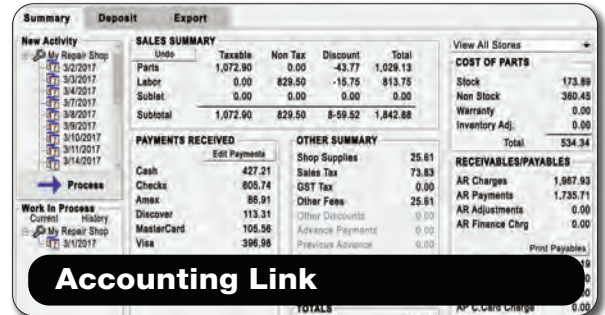 Summary Deposit Export
New Activity
My Repair Shop
3/2/2017
3/3/2017
3/4/2017
3/7/2017
3/8/2017
3/9/2017
3/10/2017
3/11/2017
3/14/2017
Process
Work In Process
Current History
My Repair Shop
3/1/2017
SALES SUMMARY
Undo Taxable Non Tax Discount Total
Parts 1,072.90 0.00 -43.77 1,029.13
Labor 0.00 829.50 -15.75 813.75
Sublet 0.00 0.00 0.00 0.00
Subtotal 1,072.90 829.50 8-59.52 1,842.88
PAYMENTS RECEIVED
Edit Payments
Cash 427.21
Checks 605.74
Amex 86.91
Discover 113.31
MasterCard 105.56
Visa 396.98
OTHER SUMMARY
Shop Supplies 25.61
Sales Tax 73.83
GST Tax 0.00
Other Fees 25.61
Other Discounts 0.00
Advance Payments 0.00
Previous Advance 0.00
TOTALS
View All Stores
COST OF PARTS
Stock 173.89
Non Stock 360.45
Warranty 0.00
Inventory Adj. 0.00
Total 534.34
RECEIVABLES/PAYABLES
AR Charges 1,967.93
AR Payments 1,735.71
AR Adjustments 0.00
AR Finance Chrg 0.00
Print Payables
AP C.Card Charge 0.00
Accounting Link